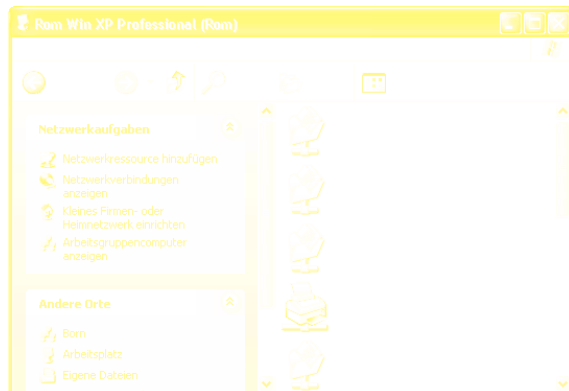 Rom Win XP Professional (Rom)
Netzwerkaufgaben
Netzwerkressource hinzufügen
Netzwerkverbindungen
anzeigen
Kleines Firmen- oder
Heimnetzwerk einrichten
Arbeitsgruppencomputer
anzeigen
Andere Orte
Born
Arbeitsplatz
Eigene Dateien